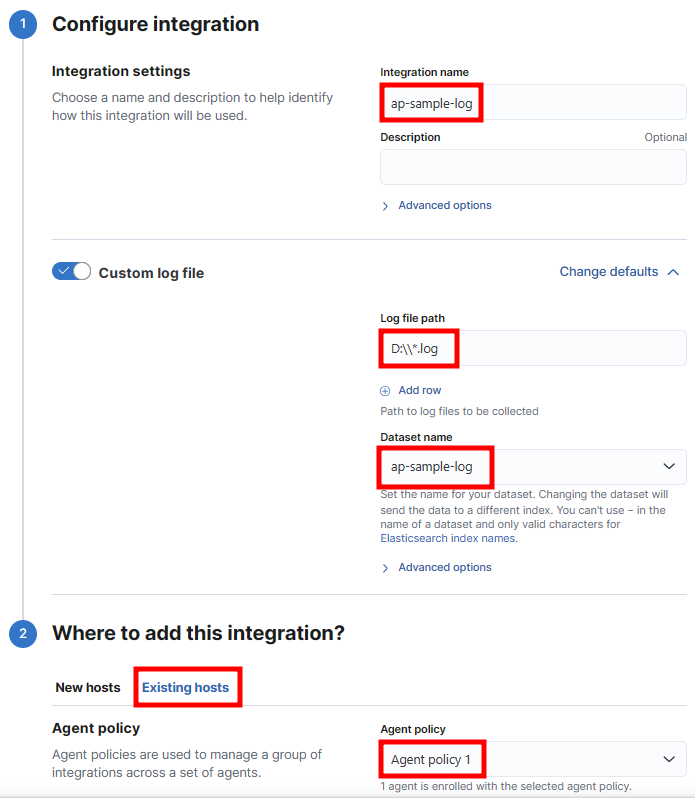 1
Configure integration
Integration settings
Choose a name and description to help identify
how this integration will be used.
Integration name
ap-sample-log
Description
Optional
Advanced options
Custom log file
Change defaults
Log file path
D:\\*.log
Add row
Path to log files to be collected
Dataset name
ap-sample-log
Set the name for your dataset. Changing the dataset will
send the data to a different index. You can't use - in the
name of a dataset and only valid characters for
Elasticsearch index names.
Advanced options
2
Where to add this integration?
New hosts
Existing hosts
Agent policy
Agent policies are used to manage a group of
integrations across a set of agents.
Agent policy
Agent policy 1
1 agent is enrolled with the selected agent policy.